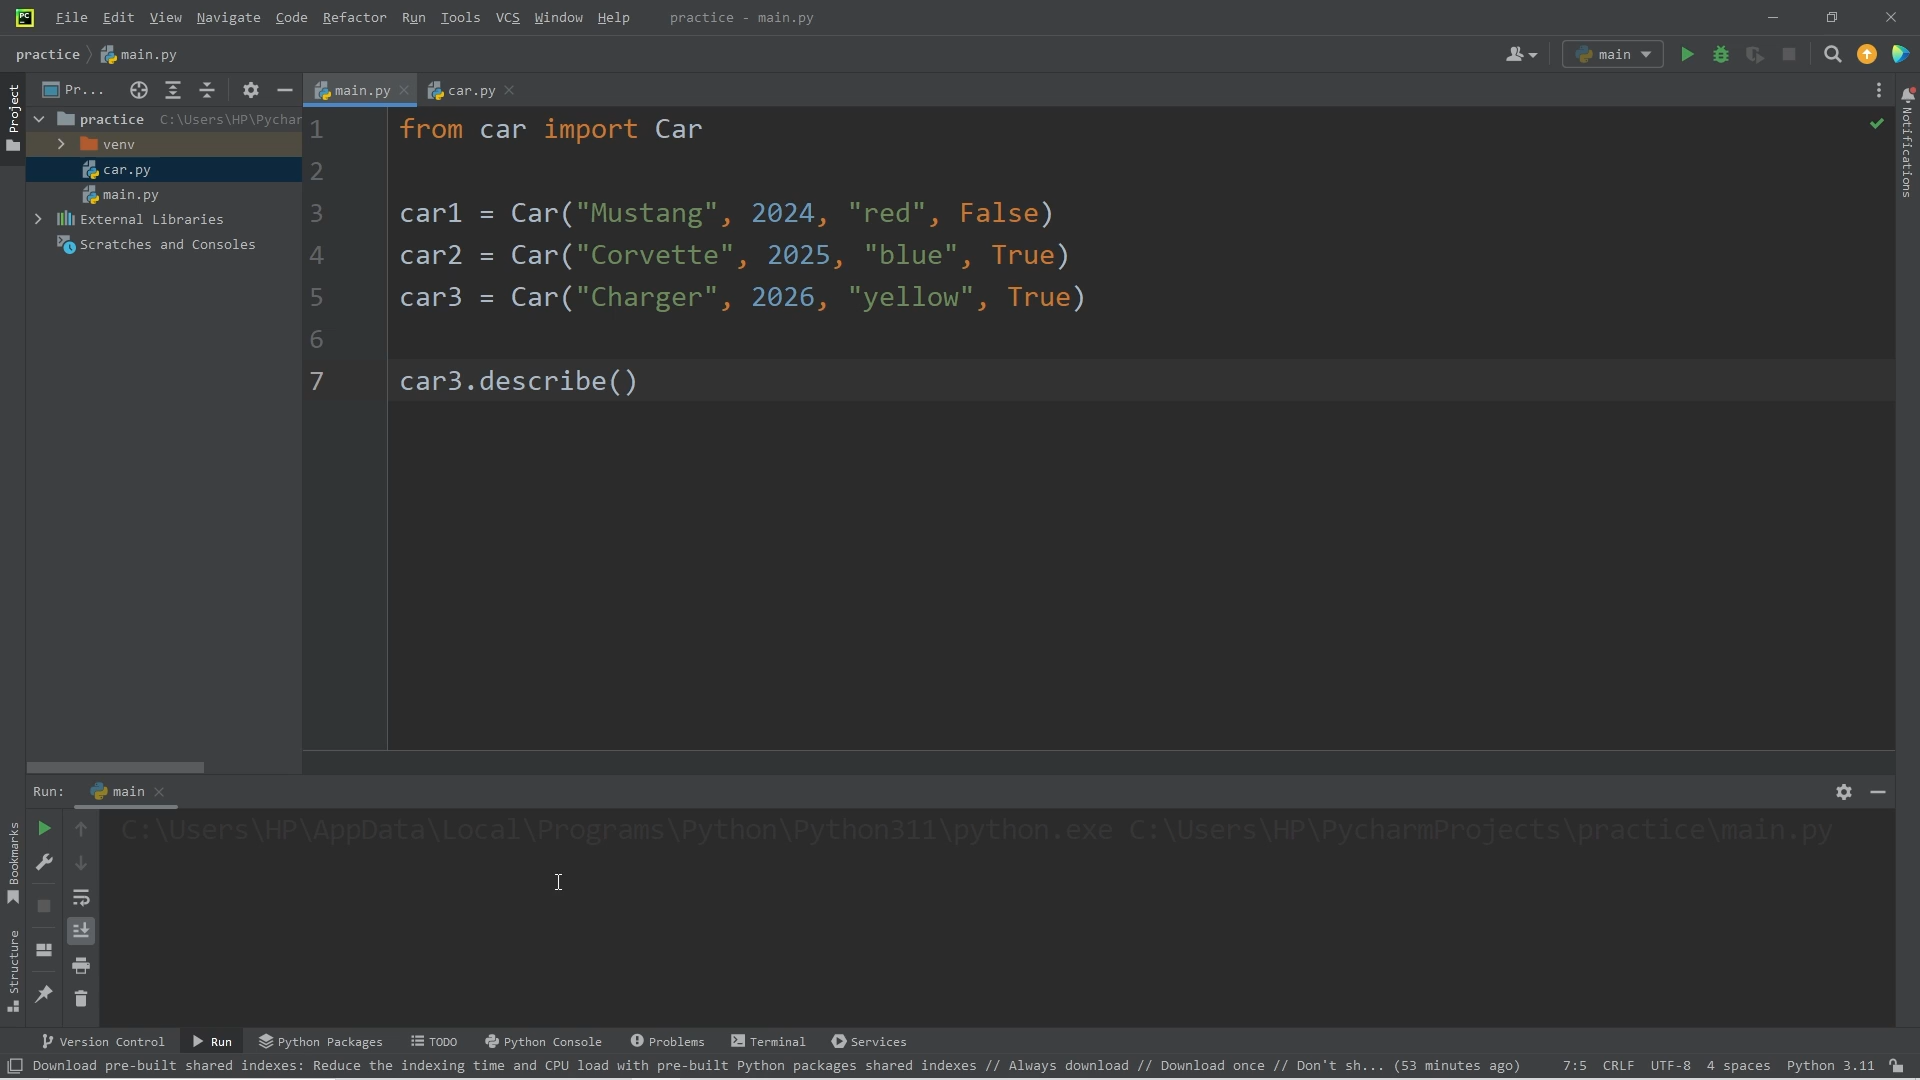 PC File Edit View Navigate Code Refactor Run Tools VCS Window Help practice - main.py
practice main.py main
Pr... main.py car.py
Project
practice C:\Users\HP\Pychar
venv
car.py
main.py
External Libraries
Scratches and Consoles
1 from car import Car
2
3 car1 = Car("Mustang", 2024, "red", False)
4 car2 = Car("Corvette", 2025, "blue", True)
5 car3 = Car("Charger", 2026, "yellow", True)
6
7 car3.describe()
Notifications
Run: main
C:\Users\HP\AppData\Local\Programs\Python\Python311\python.exe C:\Users\HP\PycharmProjects\practice\main.py
Bookmarks
Structure
Version Control Run Python Packages TODO Python Console Problems Terminal Services
Download pre-built shared indexes: Reduce the indexing time and CPU load with pre-built Python packages shared indexes // Always download // Download once // Don't sh... (53 minutes ago) 7:5 CRLF UTF-8 4 spaces Python 3.11